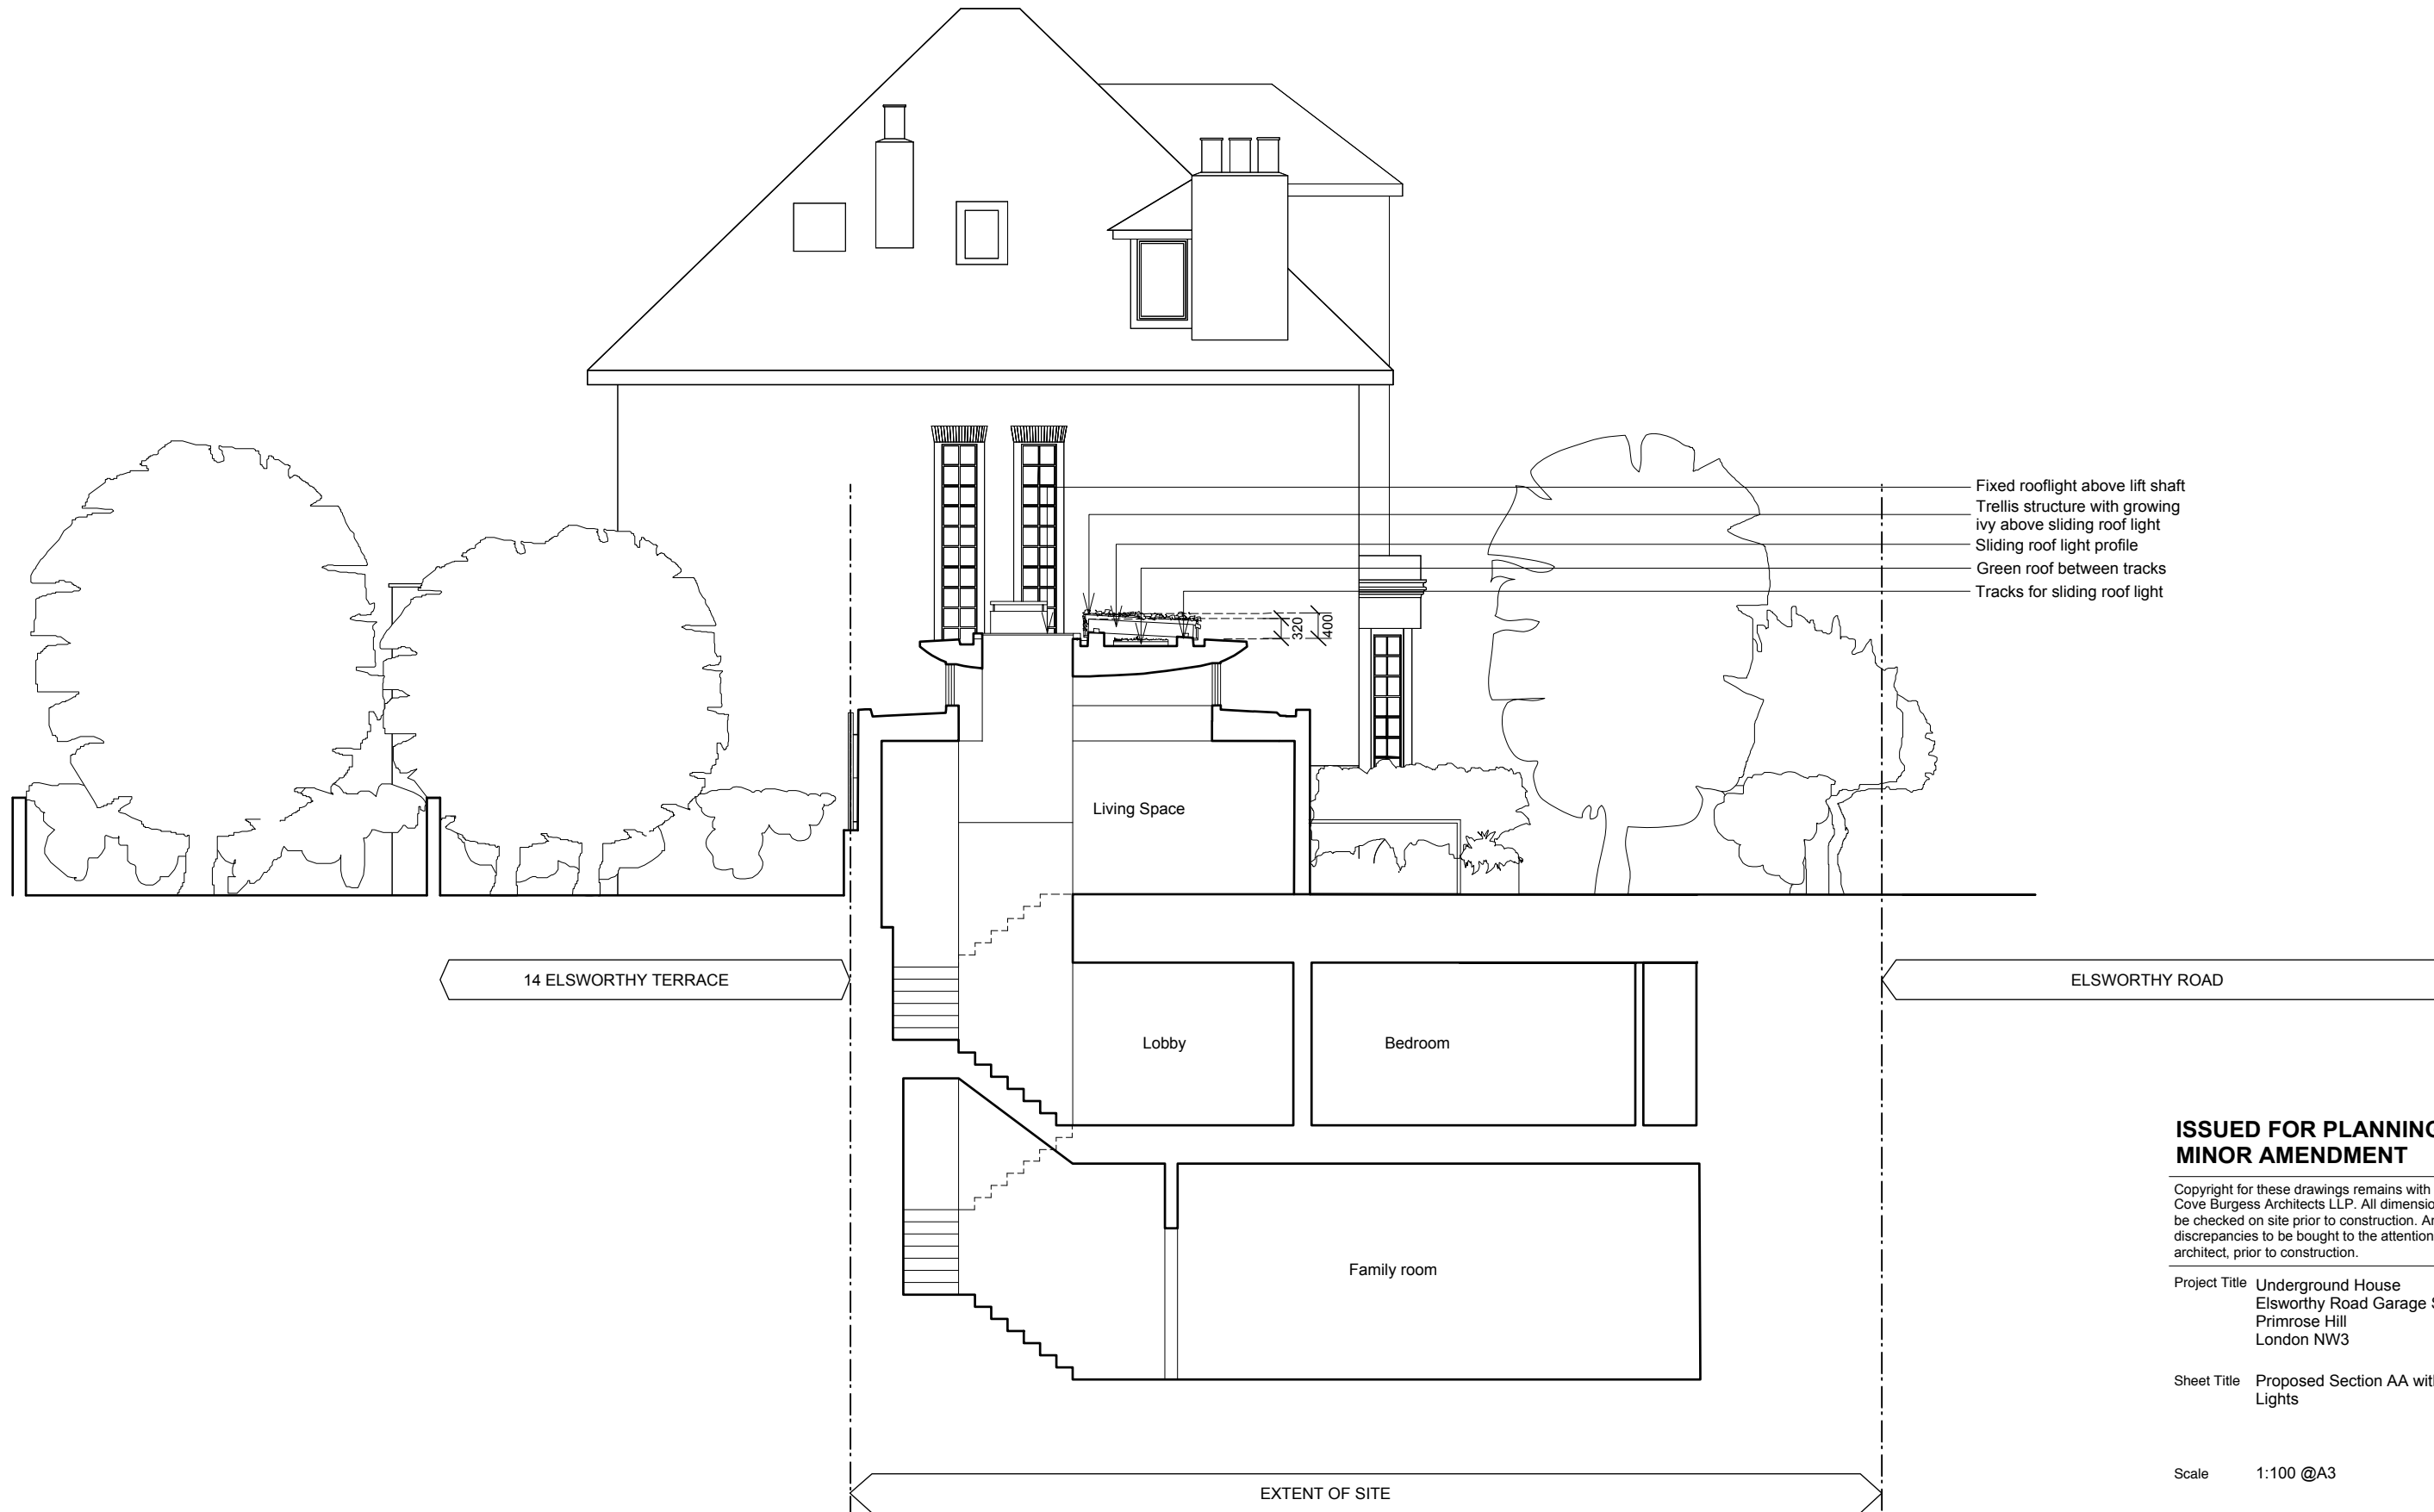 Fixed rooflight above lift shaft
Trellis structure with growing
ivy above sliding roof light
Sliding roof light profile
Green roof between tracks
Tracks for sliding roof light
320
400
Living Space
14 ELSWORTHY TERRACE
ELSWORTHY ROAD
Lobby
Bedroom
Family room
EXTENT OF SITE
ISSUED FOR PLANNING
MINOR AMENDMENT
Copyright for these drawings remains with
Cove Burgess Architects LLP. All
be checked on site prior to construction.
discrepancies to be bought to the attention
architect, prior to construction.
Project Title Underground House
Elsworthy Road Garage
Primrose Hill
London NW3
Sheet Title Proposed Section AA
Lights
Scale 1:100 @A3